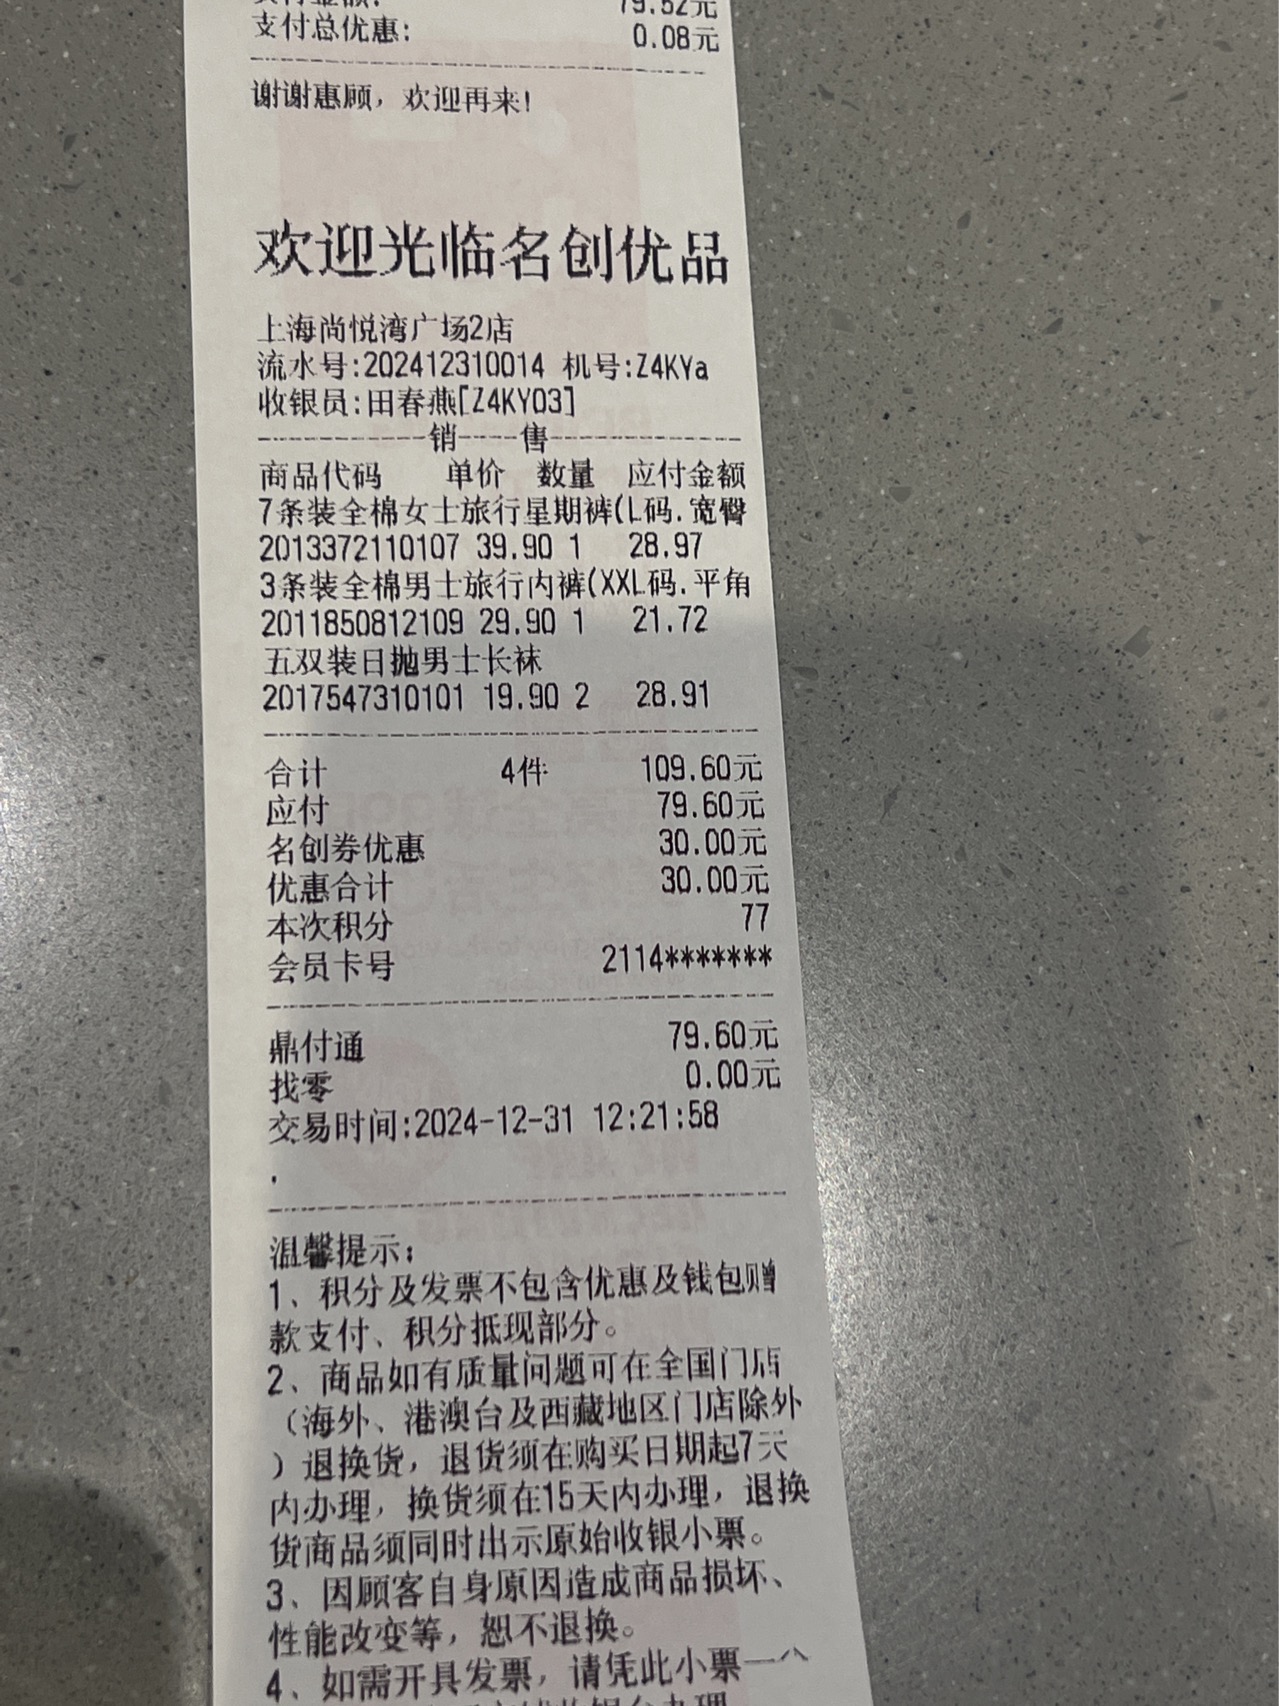 79.52元
支付总优惠: 0.08元
谢谢惠顾，欢迎再来!
欢迎光临名创优品
上海尚悦湾广场2店
流水号:202412310014 机号:Z4KYa
收银员:田春燕[Z4KY03]
----------销----售----------
商品代码 单价 数量 应付金额
7条装全棉女士旅行星期裤(L码.宽臀
2013372110107 39.90 1 28.97
3条装全棉男士旅行内裤(XXL码.平角
2011850812109 29.90 1 21.72
五双装日抛男士长袜
2017547310101 19.90 2 28.91
合计 4件 109.60元
应付 79.60元
名创券优惠 30.00元
优惠合计 30.00元
本次积分 77
会员卡号 2114*******
鼎付通 79.60元
找零 0.00元
交易时间:2024-12-31 12:21:58
.
温馨提示:
1、积分及发票不包含优惠及钱包赠
款支付、积分抵现部分。
2、商品如有质量问题可在全国门店
（海外、港澳台及西藏地区门店除外
）退换货，退货须在购买日期起7天
内办理，换货须在15天内办理，退换
货商品须同时出示原始收银小票。
3、因顾客自身原因造成商品损坏、
性能改变等，恕不退换。
4、如需开具发票，请凭此小票一个